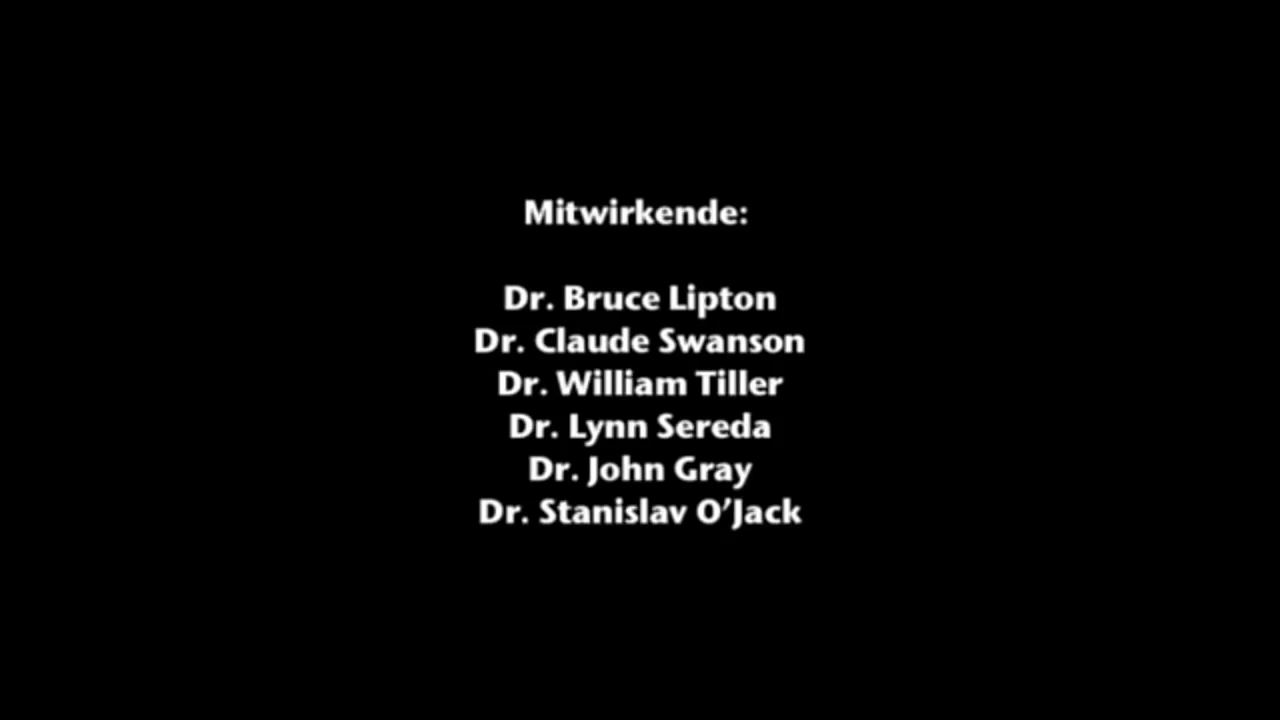 Mitwirkende:
Dr. Bruce Lipton
Dr. Claude Swanson
Dr. William Tiller
Dr. Lynn Sereda
Dr. John Gray
Dr. Stanislav O’Jack